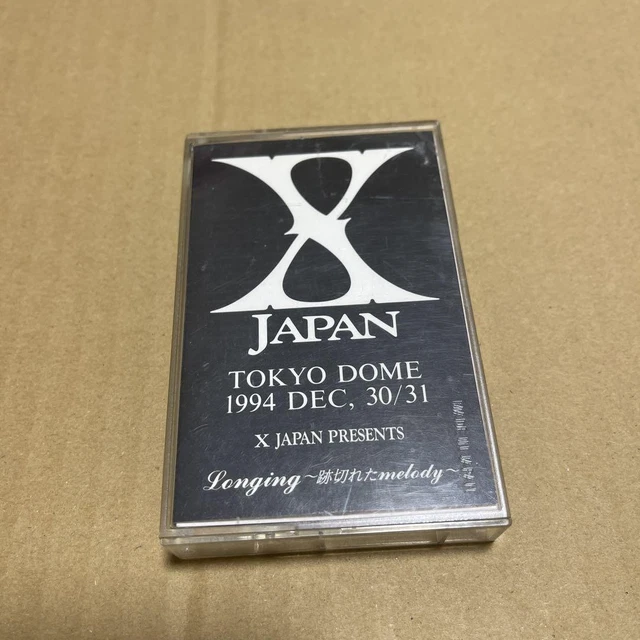 X
JAPAN
TOKYO DOME
1994 DEC, 30/31
X JAPAN PRESENTS
Longing～跡切れたmelody～